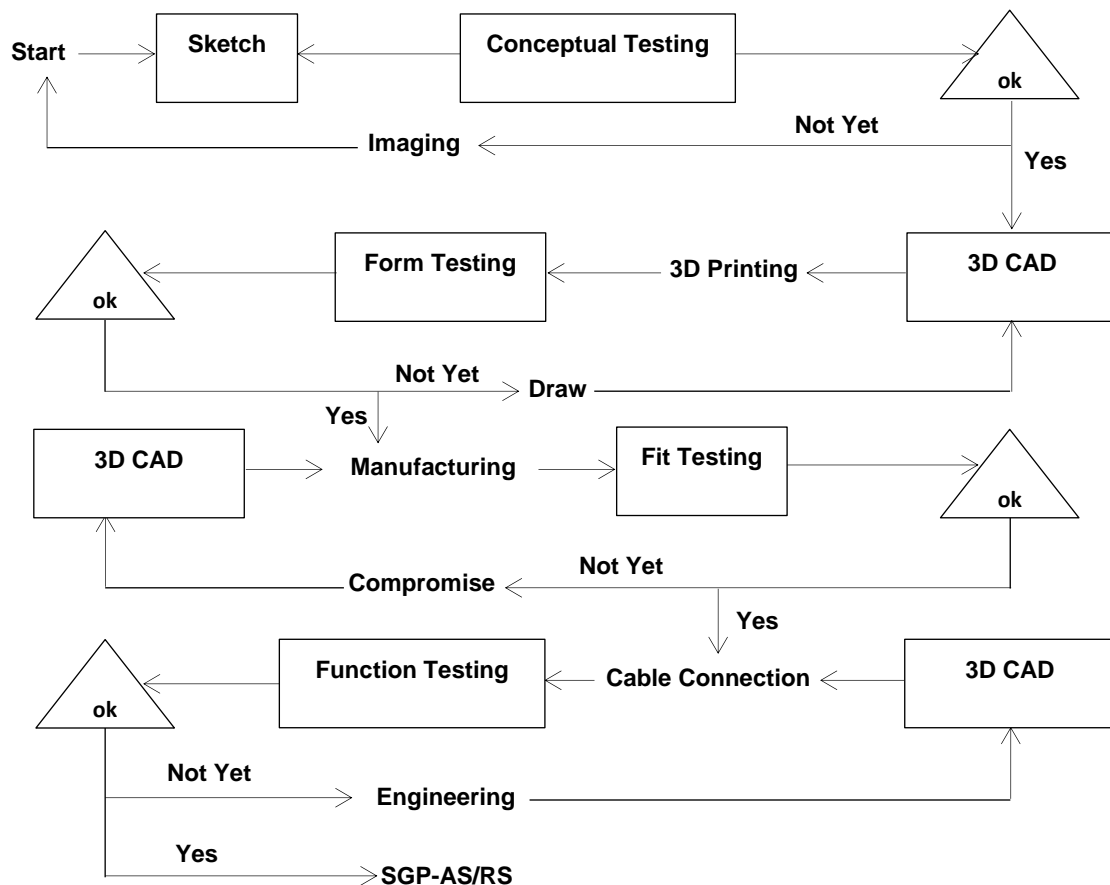 Start
Sketch
Conceptual Testing
ok
Imaging
Not Yet
Yes
ok
Form Testing
3D Printing
3D CAD
Not Yet
Draw
Yes
3D CAD
Manufacturing
Fit Testing
ok
Compromise
Not Yet
Yes
ok
Function Testing
Cable Connection
3D CAD
Not Yet
Engineering
Yes
SGP-AS/RS